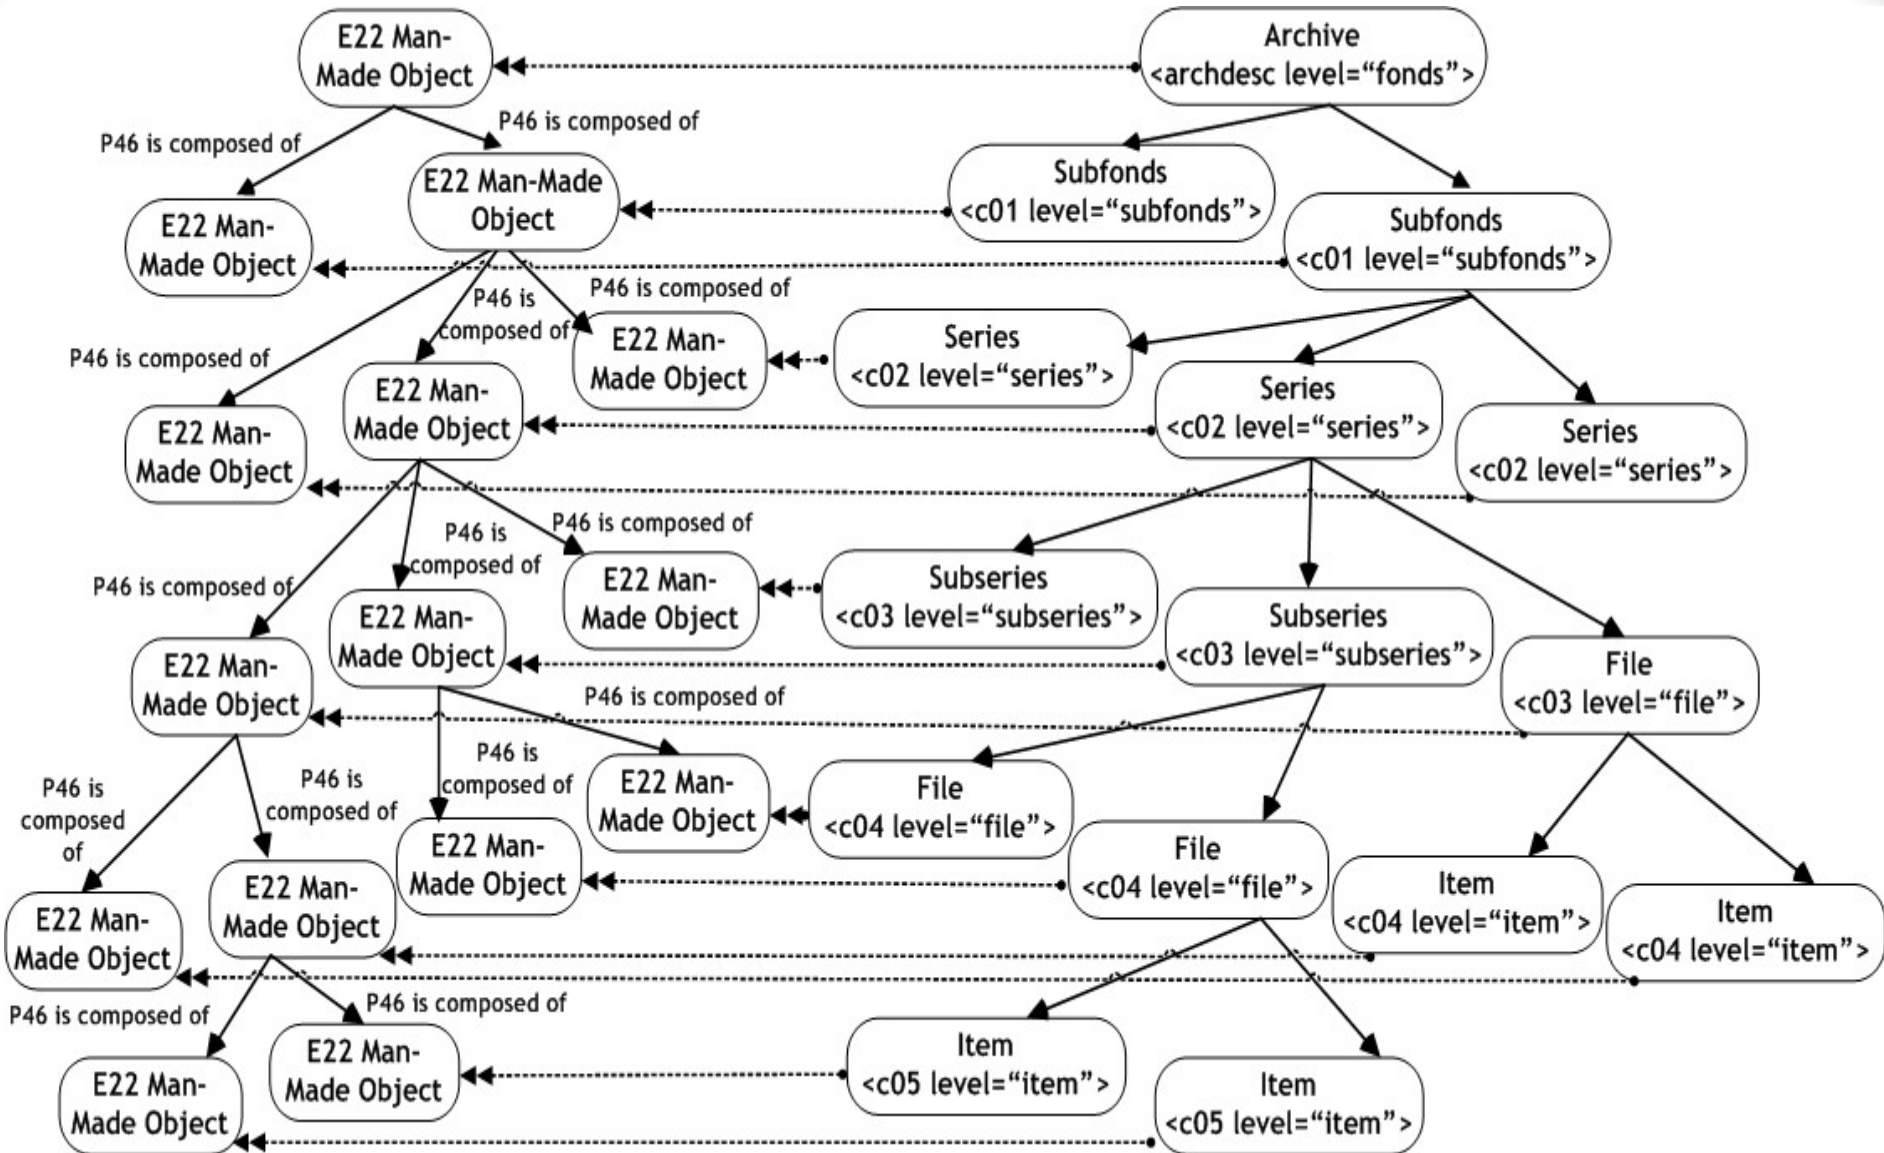 E22 Man-
Made Object
Archive
<archdesc level=“fonds”>
P46 is composed of
P46 is composed of
E22 Man-Made
Object
Subfonds
<c01 level=“subfonds”>
E22 Man-
Made Object
Subfonds
<c01 level=“subfonds”>
P46 is composed of
P46 is
composed of
P46 is composed of
E22 Man-
Made Object
Series
<c02 level=“series”>
E22 Man-
Made Object
Series
<c02 level=“series”>
E22 Man-
Made Object
Series
<c02 level=“series”>
P46 is composed of
P46 is
composed of
P46 is composed of
E22 Man-
Made Object
Subseries
<c03 level=“subseries”>
E22 Man-
Made Object
Subseries
<c03 level=“subseries”>
E22 Man-
Made Object
File
<c03 level=“file”>
P46 is composed of
P46 is
composed of
E22 Man-
Made Object
File
<c04 level=“file”>
P46 is
composed
of
P46 is
composed of
E22 Man-
Made Object
File
<c04 level=“file”>
E22 Man-
Made Object
Item
<c04 level=“item”>
E22 Man-
Made Object
Item
<c04 level=“item”>
P46 is composed of
P46 is composed of
E22 Man-
Made Object
Item
<c05 level=“item”>
E22 Man-
Made Object
Item
<c05 level=“item”>